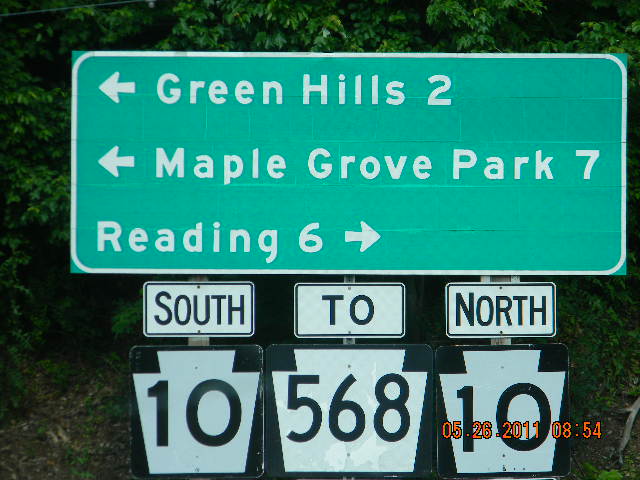 ← Green Hills 2
← Maple Grove Park 7
Reading 6 →
SOUTH TO NORTH
10 568 10
05.26.2011 08:54